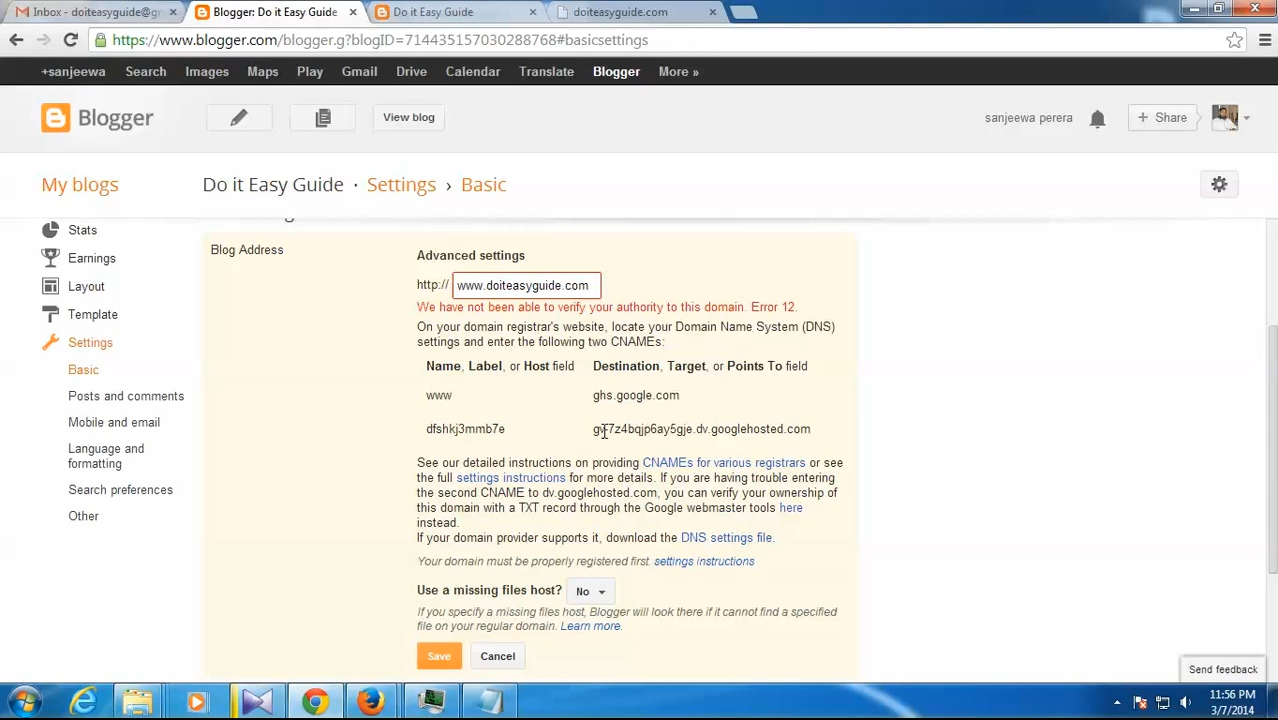 Inbox - doiteasyguide@g
Blogger: Do it Easy Guide
Do it Easy Guide
doiteasyguide.com
https://www.blogger.com/blogger.g?blogID=714435157030288768#basicsettings
+sanjeewa Search Images Maps Play Gmail Drive Calendar Translate Blogger More »
Blogger
View blog
sanjeewa perera
+ Share
My blogs
Do it Easy Guide · Settings › Basic
Stats
Earnings
Layout
Template
Settings
Basic
Posts and comments
Mobile and email
Language and
formatting
Search preferences
Other
Blog Address
Advanced settings
http:// www.doiteasyguide.com
We have not been able to verify your authority to this domain. Error 12.
On your domain registrar's website, locate your Domain Name System (DNS)
settings and enter the following two CNAMEs:
Name, Label, or Host field Destination, Target, or Points To field
www ghs.google.com
dfshkj3mmb7e
See our detailed instructions on providing CNAMEs for various registrars or see
the full settings instructions for more details. If you are having trouble entering
the second CNAME to dv.googlehosted.com, you can verify your ownership of
this domain with a TXT record through the Google webmaster tools here
instead.
If your domain provider supports it, download the DNS settings file.
Your domain must be properly registered first. settings instructions
Use a missing files host? No
If you specify a missing files host, Blogger will look there if it cannot find a specified
file on your regular domain. Learn more.
Save Cancel
Send feedback
11:56 PM
3/7/2014